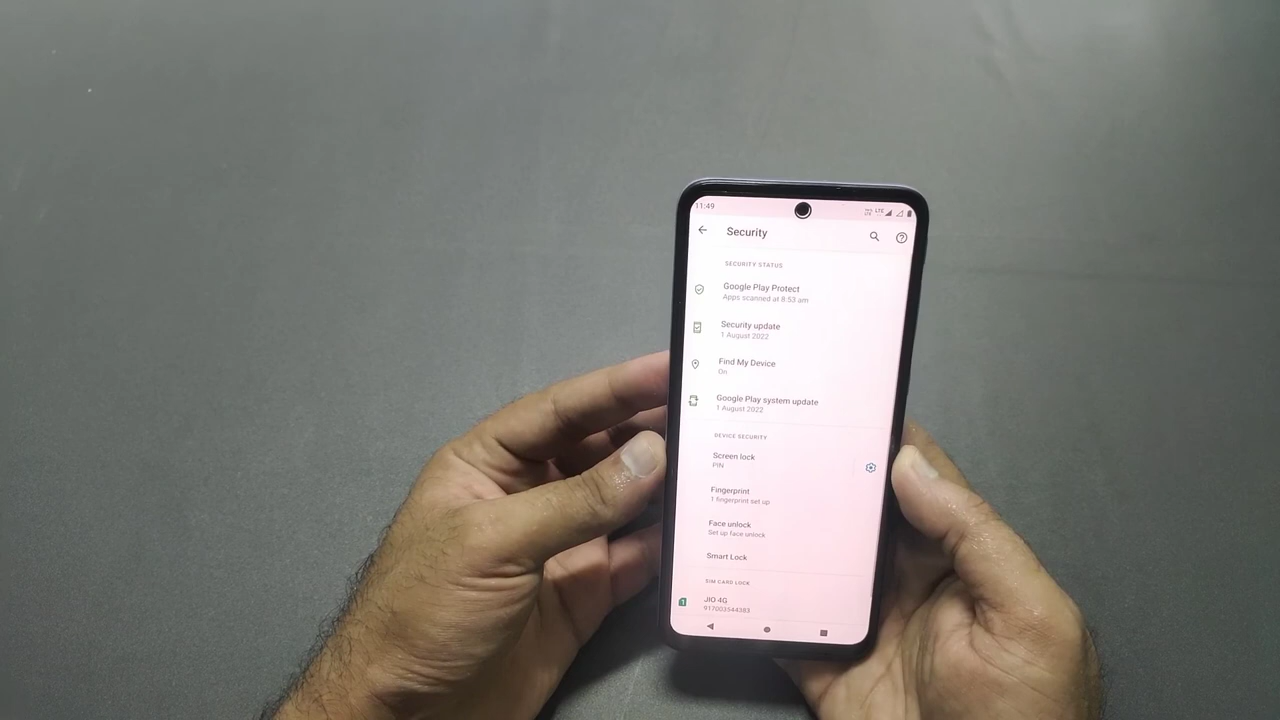 11:49
Security
SECURITY STATUS
Google Play Protect
Apps scanned at 8:53 am
Security update
1 August 2022
Find My Device
On
Google Play system update
1 August 2022
DEVICE SECURITY
Screen lock
PIN
Fingerprint
1 fingerprint set up
Face unlock
Set up face unlock
Smart Lock
SIM CARD LOCK
JIO 4G
917003544383